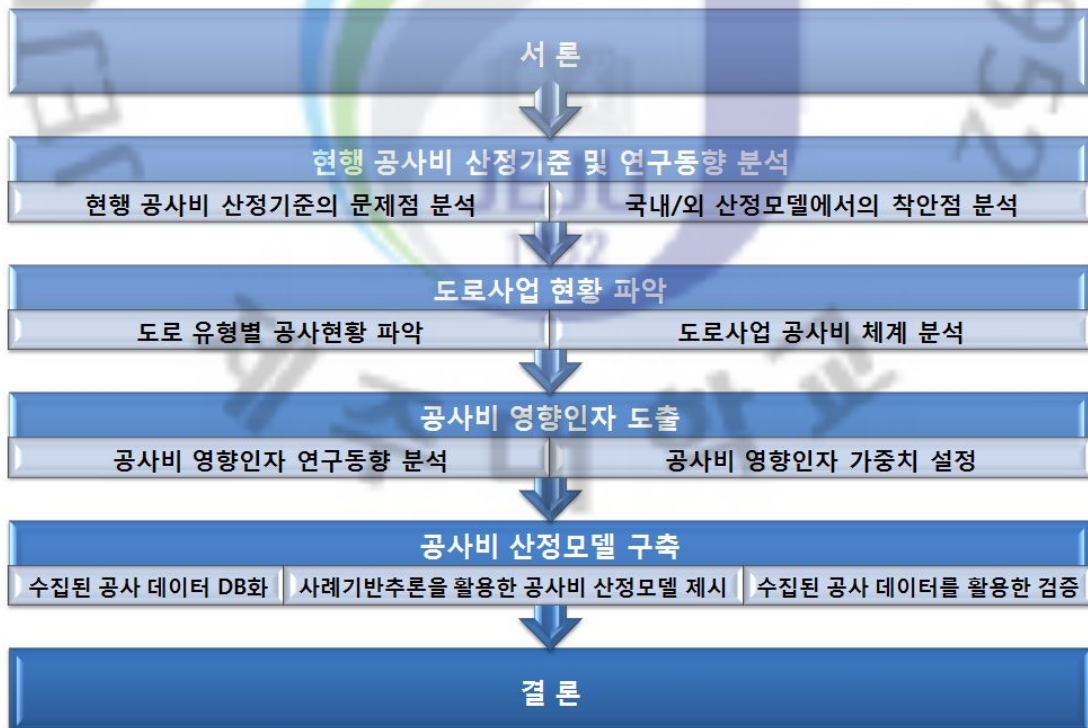 서 론
현행 공사비 산정기준 및 연구동향 분석
현행 공사비 산정기준의 문제점 분석
국내/외 산정모델에서의 착안점 분석
도로사업 현황 파악
도로 유형별 공사현황 파악
도로사업 공사비 체계 분석
공사비 영향인자 도출
공사비 영향인자 연구동향 분석
공사비 영향인자 가중치 설정
공사비 산정모델 구축
수집된 공사 데이터 DB화
사례기반추론을 활용한 공사비 산정모델 제시
수집된 공사 데이터를 활용한 검증
결 론
JEJU
1952
제주대학교